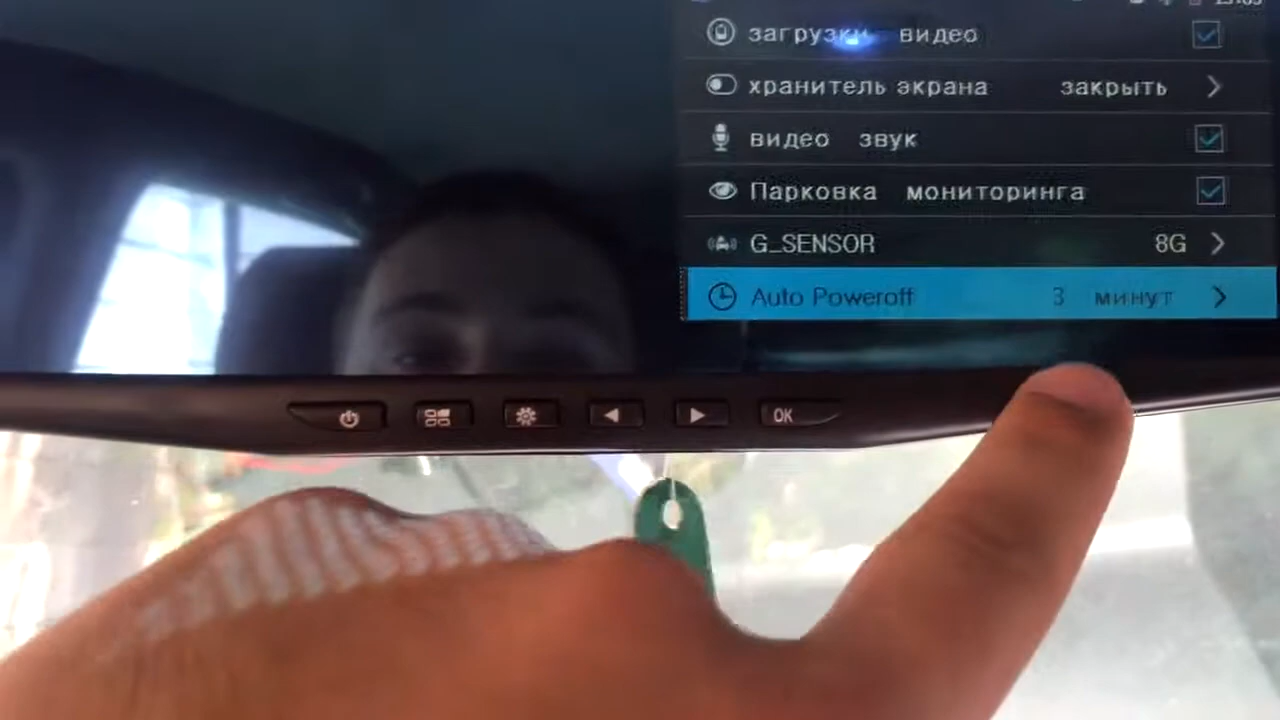 загрузки видео
хранитель экрана закрыть
видео звук
Парковка мониторинга
G_SENSOR 8G
Auto Poweroff 3 минут
OK